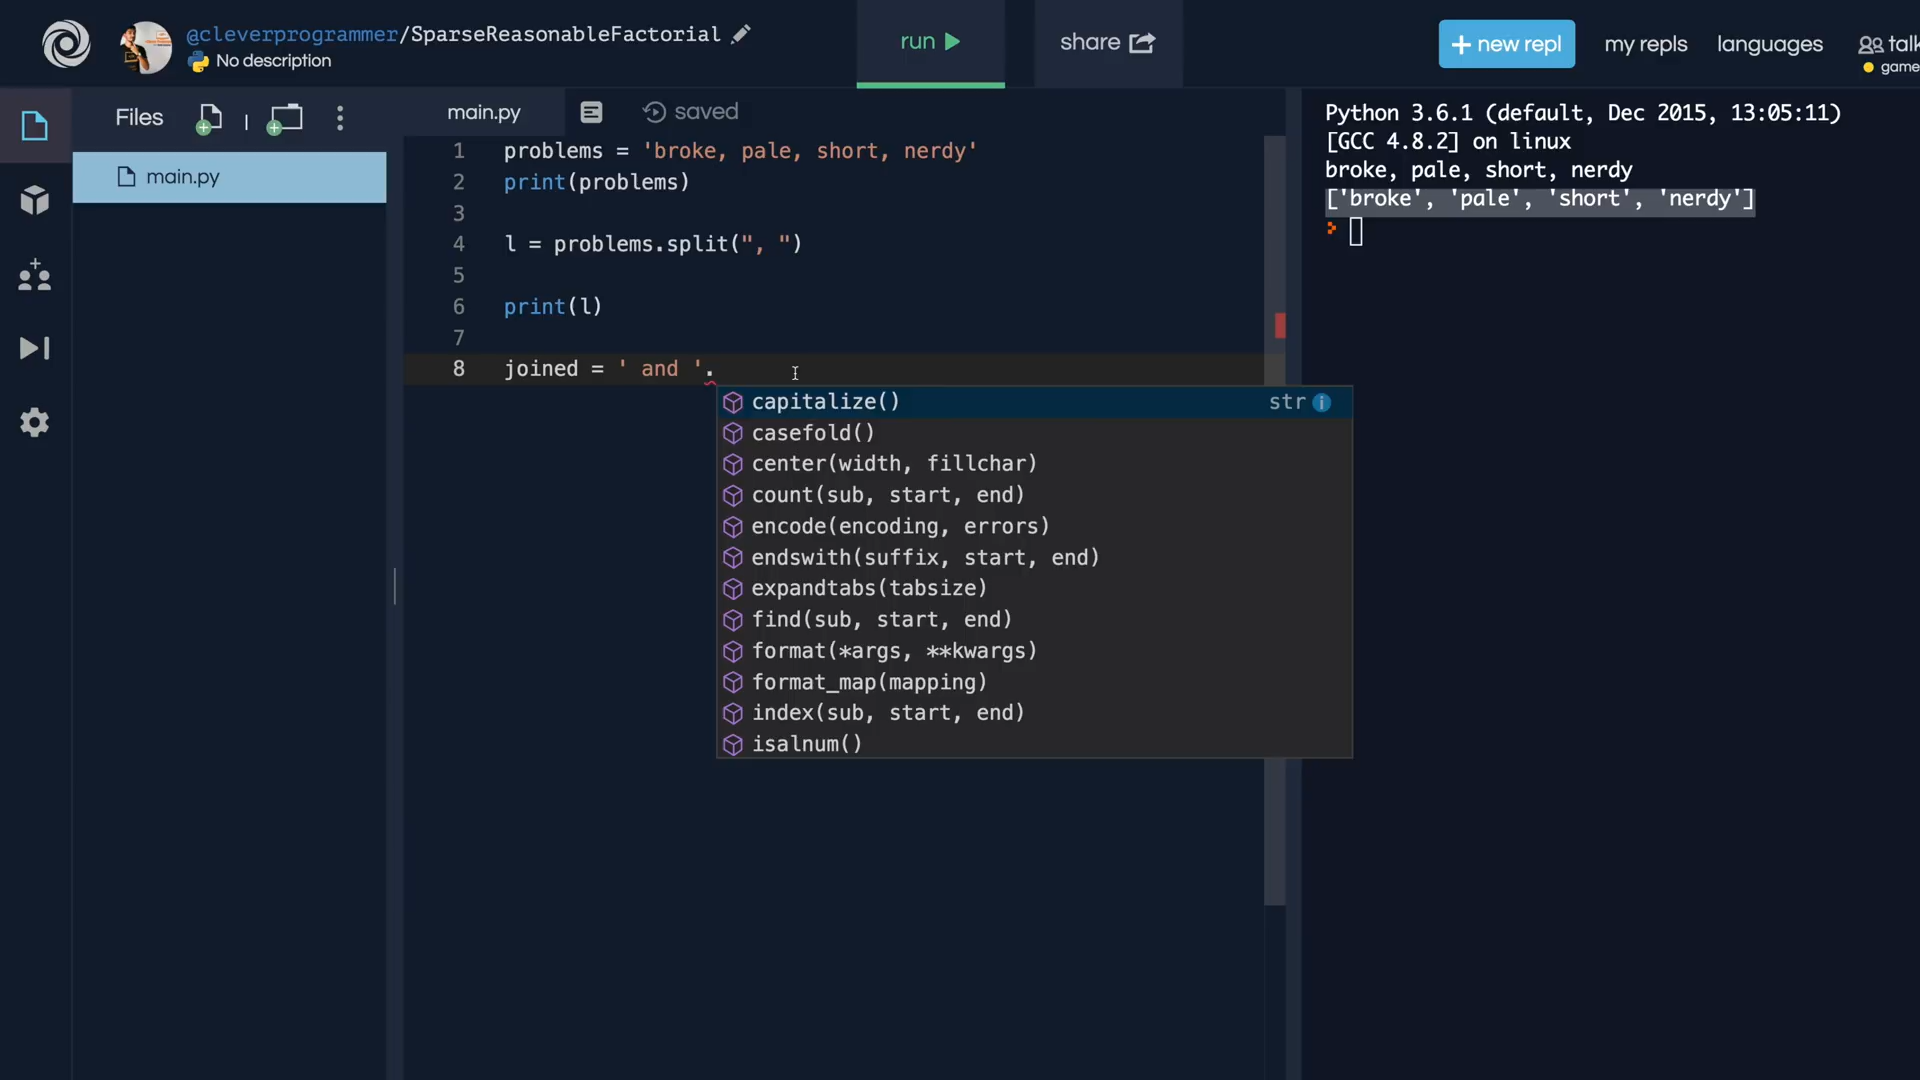 @cleverprogrammer/SparseReasonableFactorial
No description
run
share
+ new repl
my repls
languages
talk
game
Files
main.py
main.py
saved
1 problems = 'broke, pale, short, nerdy'
2 print(problems)
3
4 l = problems.split(", ")
5
6 print(l)
7
8 joined = ' and '.
capitalize() str
casefold()
center(width, fillchar)
count(sub, start, end)
encode(encoding, errors)
endswith(suffix, start, end)
expandtabs(tabsize)
find(sub, start, end)
format(*args, **kwargs)
format_map(mapping)
index(sub, start, end)
isalnum()
Python 3.6.1 (default, Dec 2015, 13:05:11)
[GCC 4.8.2] on linux
broke, pale, short, nerdy
['broke', 'pale', 'short', 'nerdy']